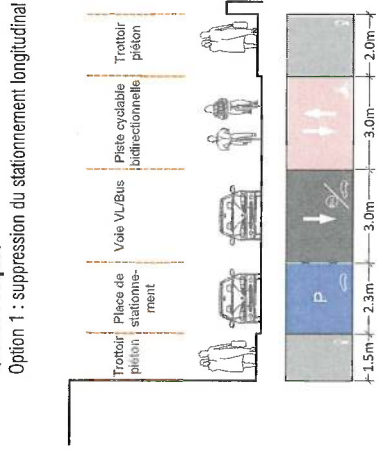 Option 1 : suppression du stationnement longitudinal
Trottoir
piéton
Place de
stationne-
ment
Voie VL/Bus
Piste cyclable
bidirectionnelle
Trottoir
piéton
P
1.5m
2.3m
3.0m
3.0m
2.0m